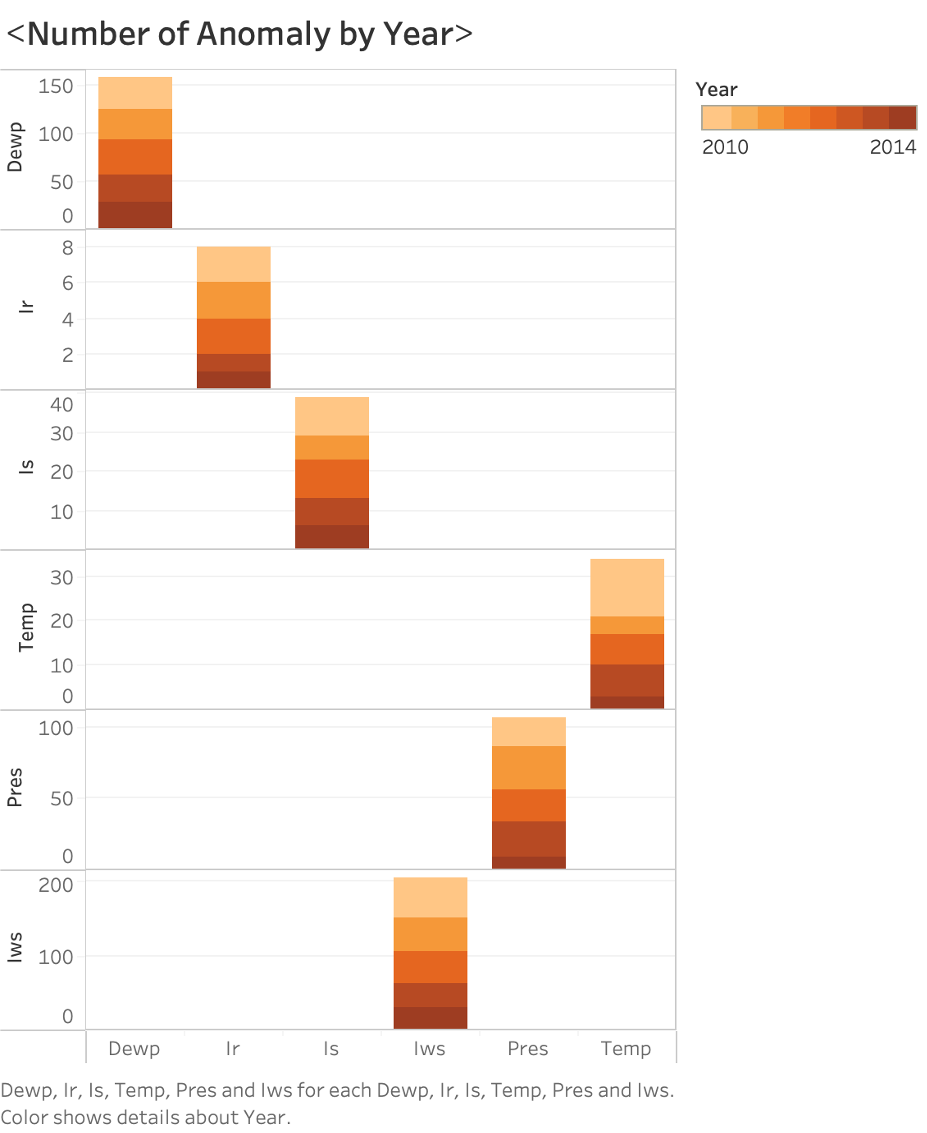 <Number of Anomaly by Year>
Year
2010 2014
Dewp
150
100
50
0
Ir
8
6
4
2
Is
40
30
20
10
Temp
30
20
10
0
Pres
100
50
0
Iws
200
100
0
Dewp Ir Is Iws Pres Temp
Dewp, Ir, Is, Temp, Pres and Iws for each Dewp, Ir, Is, Temp, Pres and Iws.
Color shows details about Year.